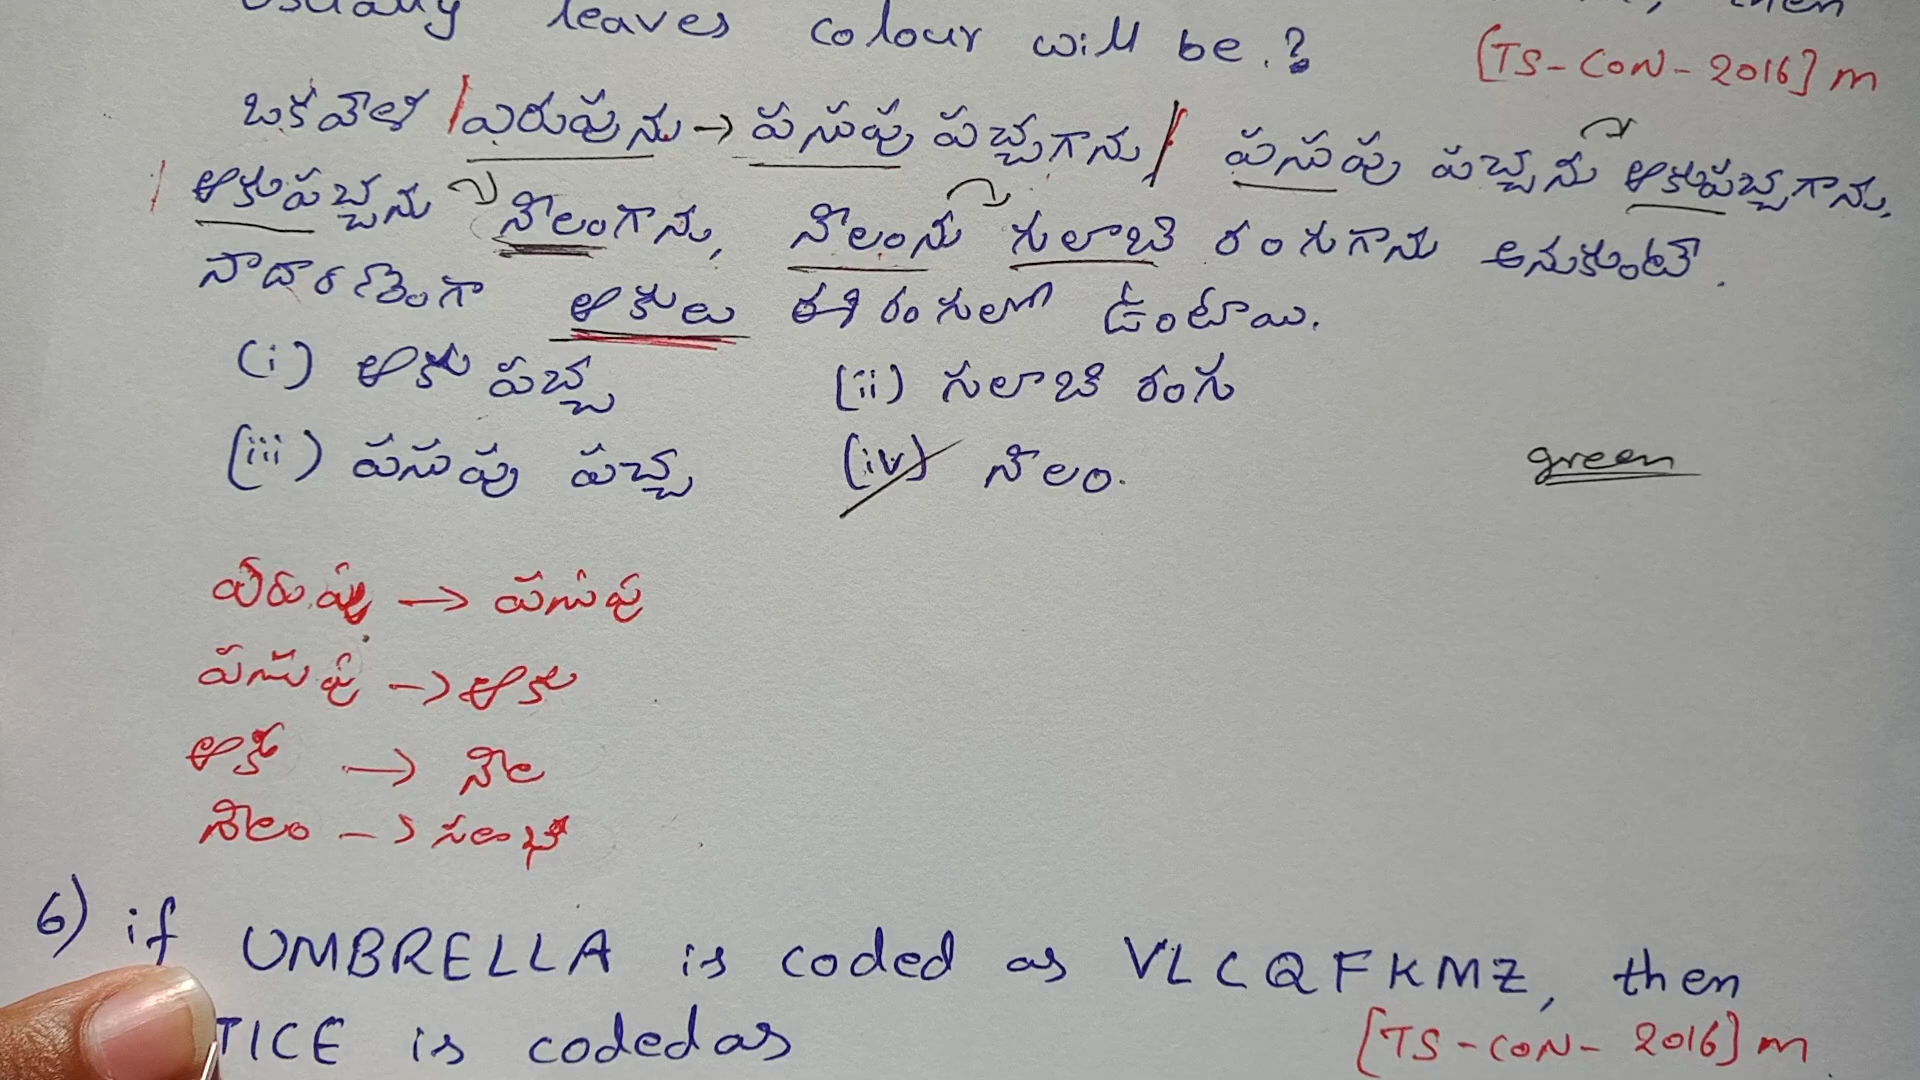 usually leaves colour will be.? then
[TS-CON-2016] m
ఒకవేళ ఎరుపును → పసుపు పచ్చగాను, పసుపు పచ్చను ఆకుపచ్చగాను,
ఆకుపచ్చను నీలంగాను, నీలంను గులాబి రంగుగాను అనుకుంటే.
సాదారణంగా ఆకులు ఈ రంగులో ఉంటాయి.
(i) ఆకు పచ్చ (ii) గులాబి రంగు
(iii) పసుపు పచ్చ (iv) నీలం.
green
ఎరుపు → పసుపు
పసుపు → ఆకు
ఆకు → నీల
నీలం → గులాబి
6) if UMBRELLA is coded as VLCQFKMZ, then
TICE is coded as [TS-CON-2016] m